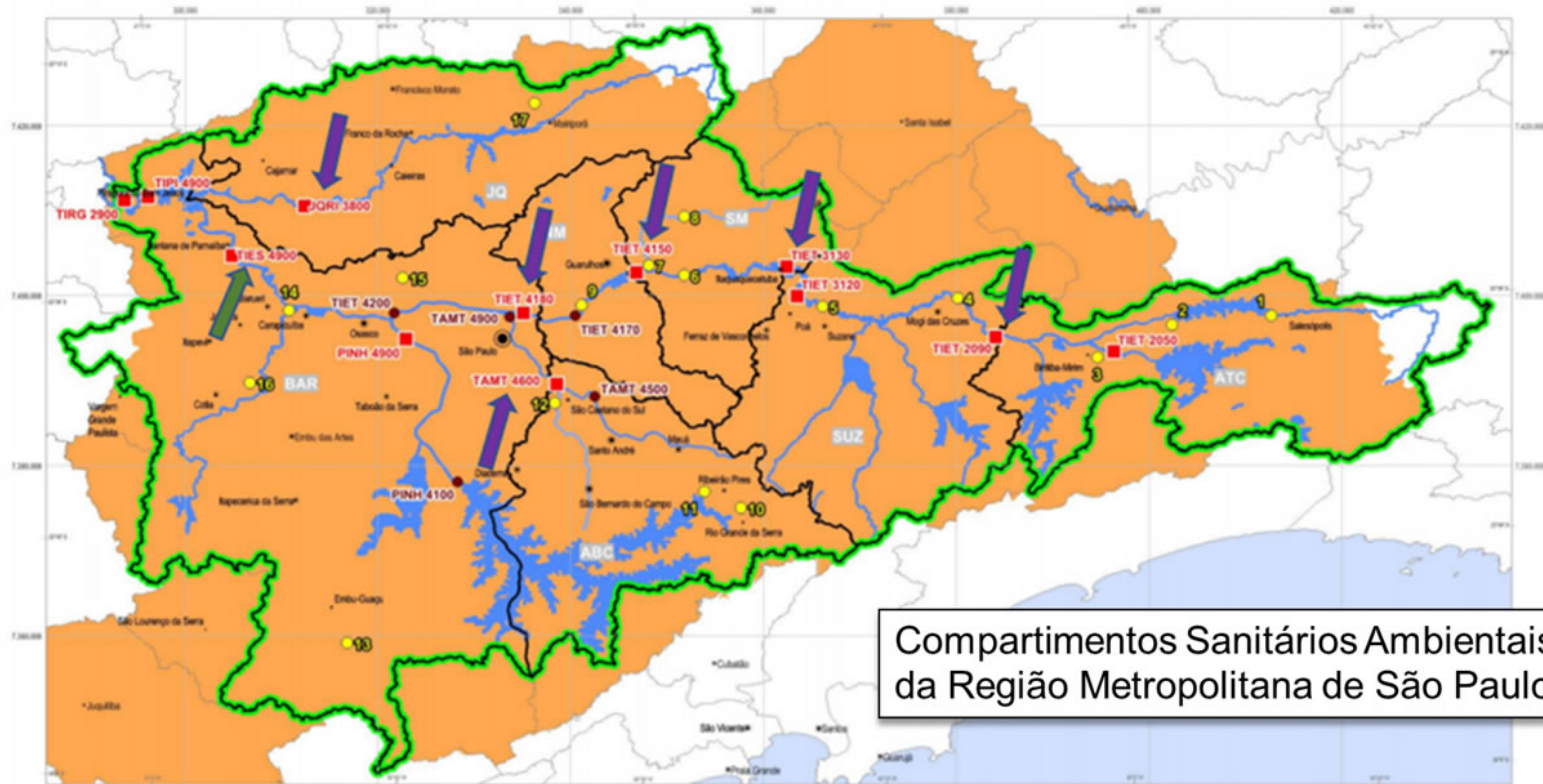 Francisco Morato
17
Mairiporã
Santa Isabel
Franco da Rocha
Cajamar
Caieiras
TIPI 4900
JQ
TIRG 2900
JQRI 3800
8
SM
Guararema
Santana de Parnaíba
TIES 4900
Guarulhos
TIET 4150
7
6
Itaquaquecetuba
TIET 3130
15
TIET 3120
Barueri
14
Carapicuíba
TIET 4200
TIET 4180
9
5
4
2
1
Salesópolis
TAMT 4900
TIET 4170
Osasco
Poá
Suzano
Mogi das Cruzes
Itapevi
São Paulo
Ferraz de Vasconcelos
TIET 2090
TIET 2050
PINH 4900
Biritiba-Mirim
3
16
BAR
TAMT 4600
TAMT 4500
ATC
Cotia
Taboão da Serra
12
São Caetano do Sul
Vargem
Grande
Paulista
Embu das Artes
Santo André
Mauá
SUZ
Diadema
Itapecerica da Serra
PINH 4100
Ribeirão Pires
São Bernardo do Campo
11
10
Rio Grande da Serra
ABC
Embu-Guaçu
São Lourenço da Serra
13
Compartimentos Sanitários Ambientais
da Região Metropolitana de São Paulo
Cubatão
Juquitiba
São Vicente
Santos
Guarujá
Praia Grande